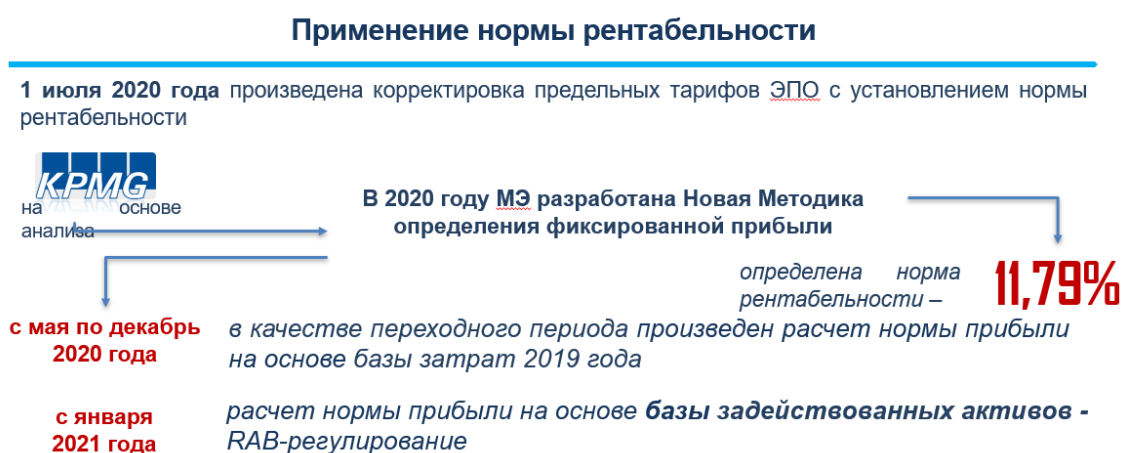 Применение нормы рентабельности
1 июля 2020 года произведена корректировка предельных тарифов ЭПО с установлением нормы
рентабельности
KPMG
на основе
анализа
В 2020 году МЭ разработана Новая Методика
определения фиксированной прибыли
определена норма
рентабельности –
11,79%
с мая по декабрь
2020 года
в качестве переходного периода произведен расчет нормы прибыли
на основе базы затрат 2019 года
с января
2021 года
расчет нормы прибыли на основе базы задействованных активов -
RAB-регулирование